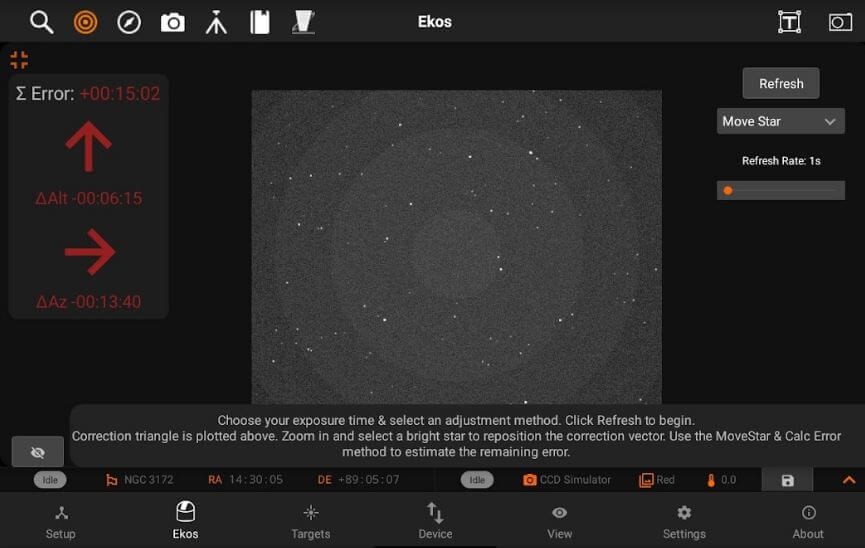 Ekos
T
Σ Error: +00:15:02
ΔAlt -00:06:15
ΔAz -00:13:40
Refresh
Move Star
Refresh Rate: 1s
Choose your exposure time & select an adjustment method. Click Refresh to begin.
Correction triangle is plotted above. Zoom in and select a bright star to reposition the correction vector. Use the MoveStar & Calc Error
method to estimate the remaining error.
Idle NGC 3172 RA 14:30:05 DE +89:05:07 Idle CCD Simulator Red 0.0
Setup Ekos Targets Device View Settings About